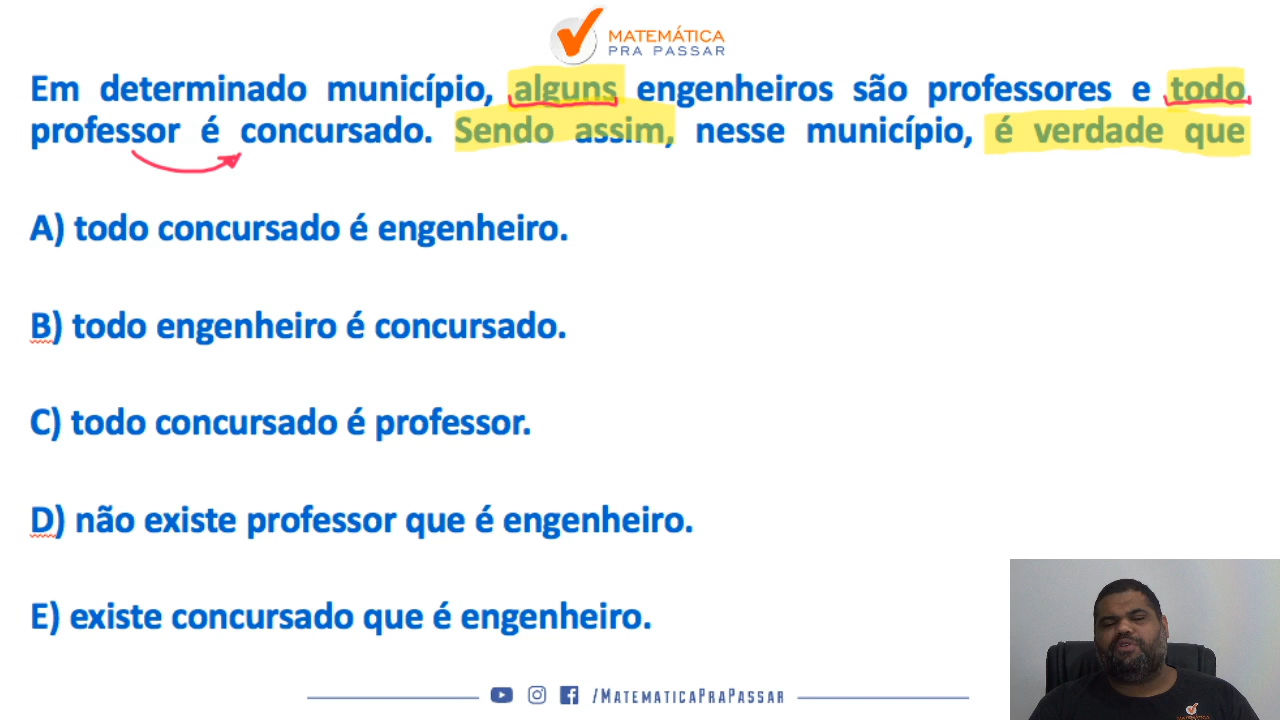 MATEMÁTICA
PRA PASSAR
Em determinado município, alguns engenheiros são professores e todo
professor é concursado. Sendo assim, nesse município, é verdade que
A) todo concursado é engenheiro.
B) todo engenheiro é concursado.
C) todo concursado é professor.
D) não existe professor que é engenheiro.
E) existe concursado que é engenheiro.
/MATEMATICAPRAPASSAR